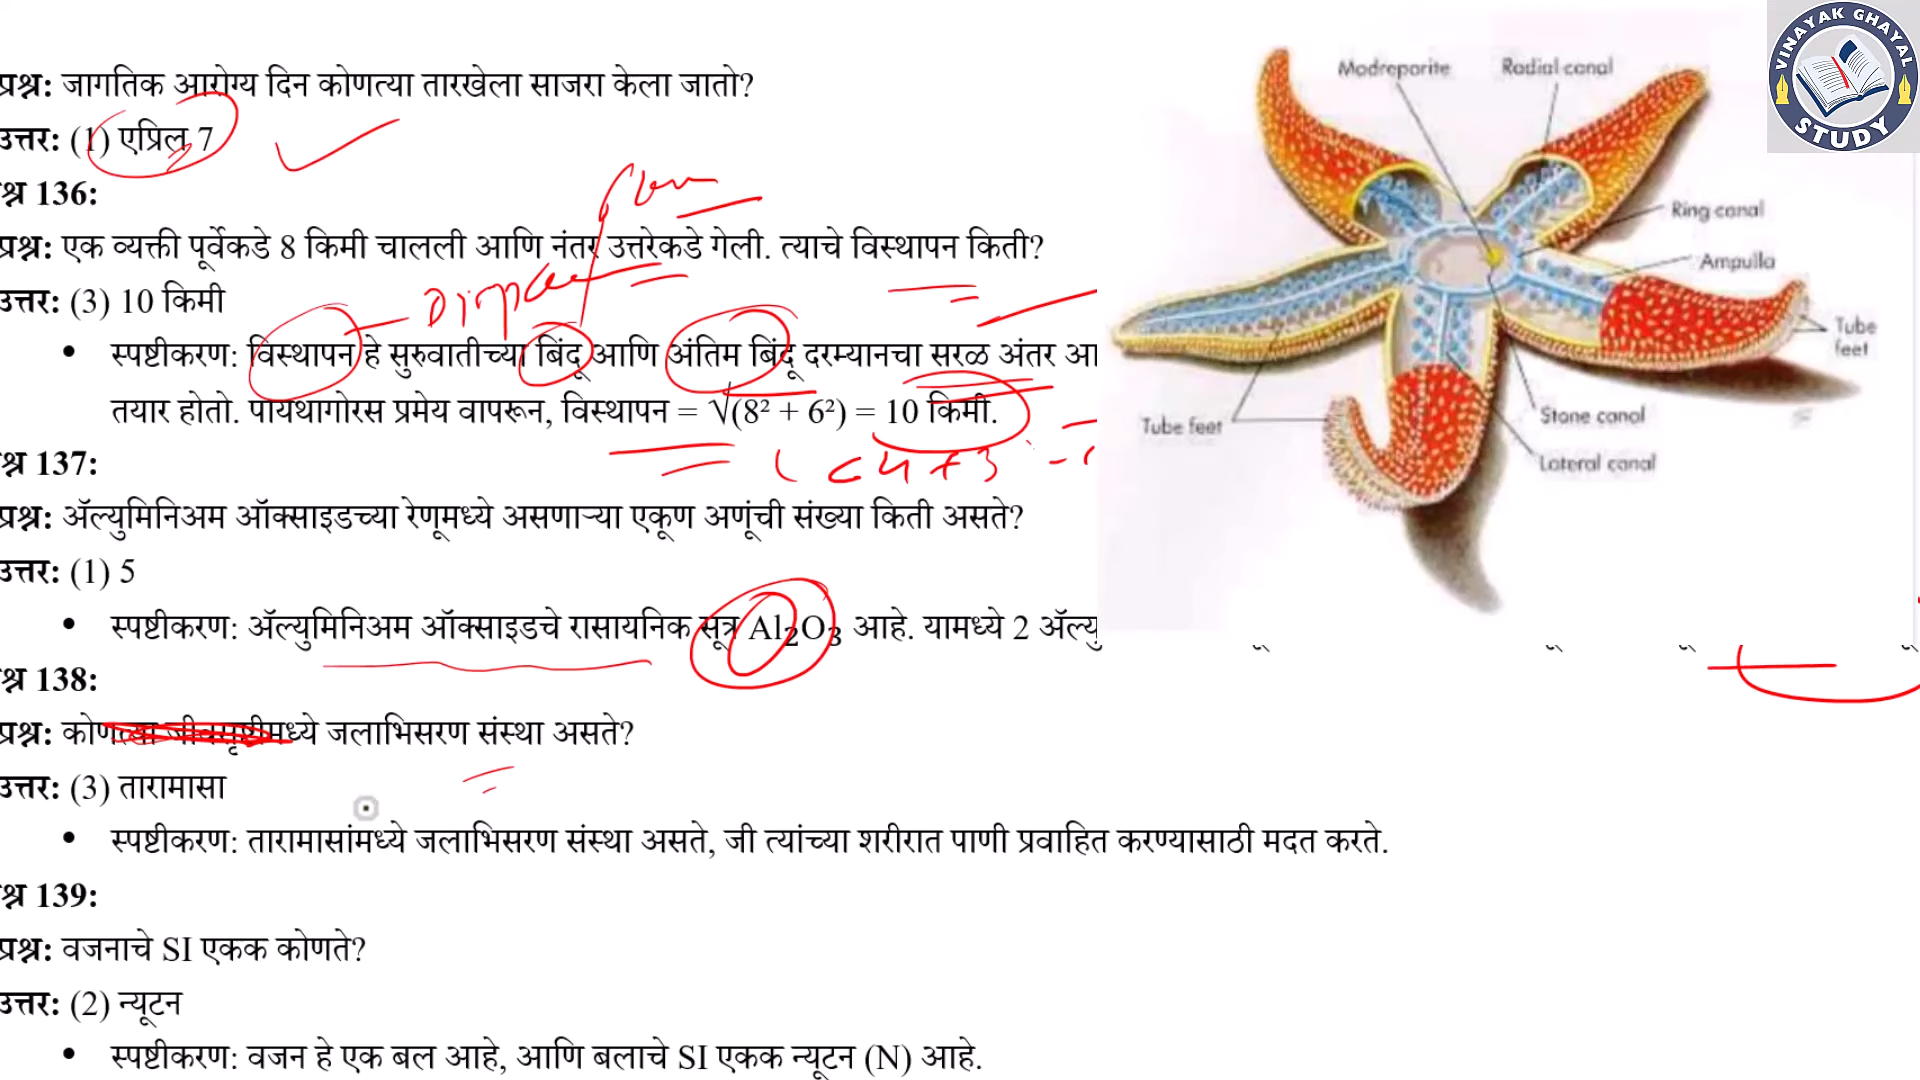 प्रश्न: जागतिक आरोग्य दिन कोणत्या तारखेला साजरा केला जातो?
उत्तर: (1) एप्रिल 7
श्न 136:
प्रश्न: एक व्यक्ती पूर्वेकडे 8 किमी चालली आणि नंतर उत्तरेकडे गेली. त्याचे विस्थापन किती?
उत्तर: (3) 10 किमी
• स्पष्टीकरण: विस्थापन हे सुरुवातीच्या बिंदू आणि अंतिम बिंदू दरम्यानचा सरळ अंतर आ
तयार होतो. पायथागोरस प्रमेय वापरून, विस्थापन = √(8² + 6²) = 10 किमी.
श्न 137:
प्रश्न: ॲल्युमिनिअम ऑक्साइडच्या रेणूमध्ये असणाऱ्या एकूण अणूंची संख्या किती असते?
उत्तर: (1) 5
• स्पष्टीकरण: ॲल्युमिनिअम ऑक्साइडचे रासायनिक सूत्र Al₂O₃ आहे. यामध्ये 2 ॲल्यु
श्न 138:
प्रश्न: कोणत्या जीवसृष्टीमध्ये जलाभिसरण संस्था असते?
उत्तर: (3) तारामासा
• स्पष्टीकरण: तारामासांमध्ये जलाभिसरण संस्था असते, जी त्यांच्या शरीरात पाणी प्रवाहित करण्यासाठी मदत करते.
श्न 139:
प्रश्न: वजनाचे SI एकक कोणते?
उत्तर: (2) न्यूटन
• स्पष्टीकरण: वजन हे एक बल आहे, आणि बलाचे SI एकक न्यूटन (N) आहे.
Madreporite
Radial canal
Ring canal
Ampulla
Tube feet
Tube feet
Stone canal
Lateral canal
VINAYAK GHAYAL
STUDY